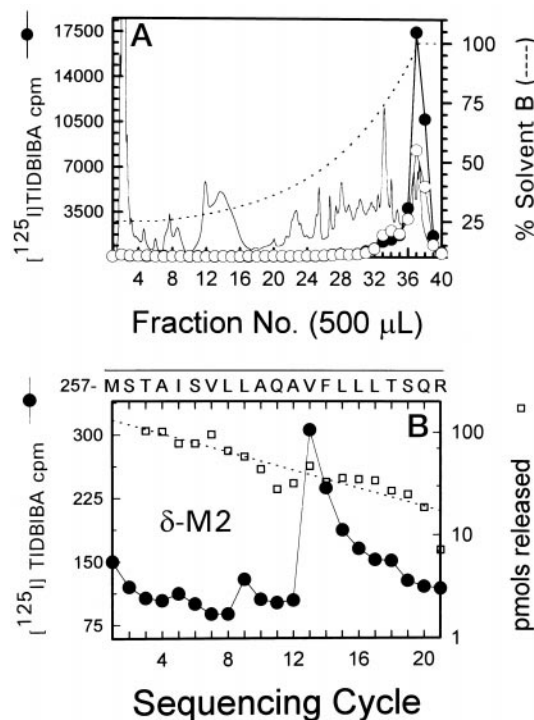 A
17500
14000
10500
7000
3500
[125I]TIDBIBA cpm
100
75
50
25
% Solvent B (----)
4 8 12 16 20 24 28 32 36 40
Fraction No. (500 µL)
257- M S T A I S V L L A Q A V F L L L T S Q R
B
300
225
150
75
[125I] TIDBIBA cpm
δ-M2
100
10
1
pmols released
4 8 12 16 20
Sequencing Cycle